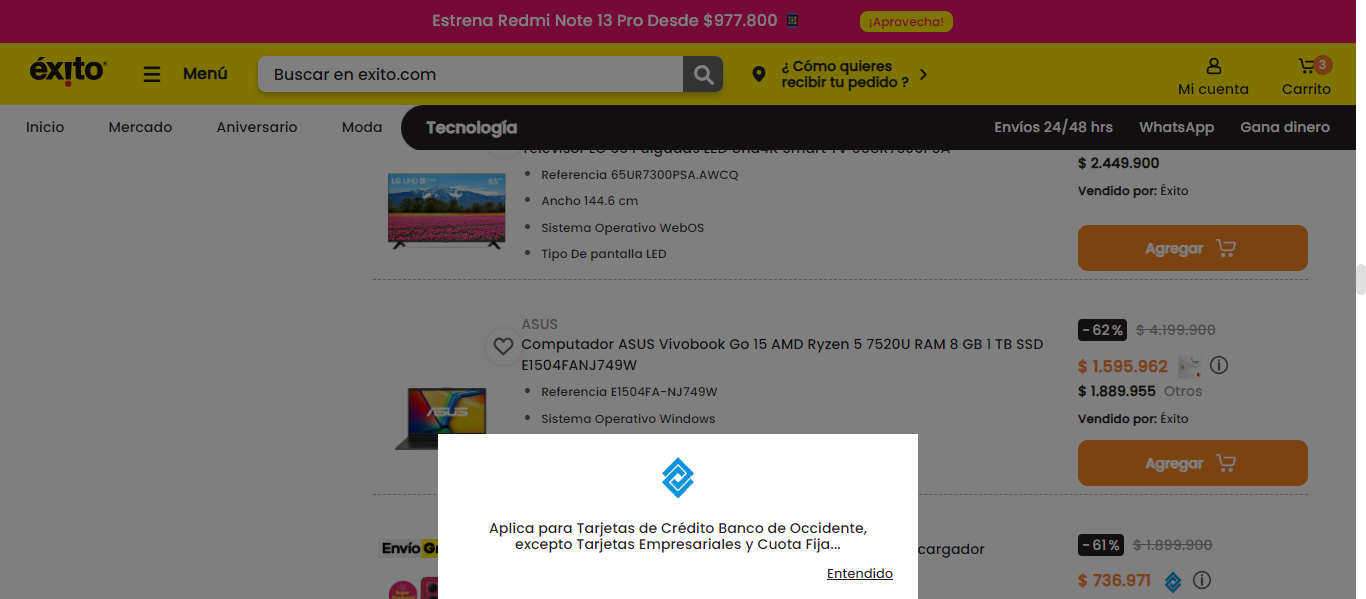 Estrena Redmi Note 13 Pro Desde $977.800
¡Aprovecha!
éxito
Menú
Buscar en exito.com
¿ Cómo quieres
recibir tu pedido ?
Mi cuenta
3
Carrito
Inicio
Mercado
Aniversario
Moda
Tecnología
Envíos 24/48 hrs
WhatsApp
Gana dinero
LG UHD
65"
Referencia 65UR7300PSA.AWCQ
Ancho 144.6 cm
Sistema Operativo WebOS
Tipo De pantalla LED
$ 2.449.900
Vendido por: Éxito
Agregar
ASUS
Computador ASUS Vivobook Go 15 AMD Ryzen 5 7520U RAM 8 GB 1 TB SSD
E1504FANJ749W
Referencia E1504FA-NJ749W
Sistema Operativo Windows
ASUS
-62% $ 4.199.900
$ 1.595.962
$ 1.889.955 Otros
Vendido por: Éxito
Agregar
Aplica para Tarjetas de Crédito Banco de Occidente,
excepto Tarjetas Empresariales y Cuota Fija...
Entendido
Envío
cargador
-61% $ 1.899.900
$ 736.971